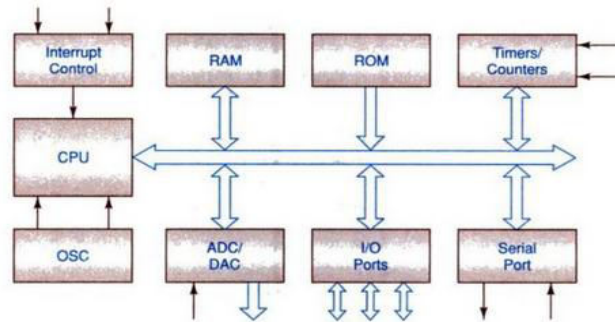 Interrupt
Control
RAM
ROM
Timers/
Counters
CPU
OSC
ADC/
DAC
I/O
Ports
Serial
Port